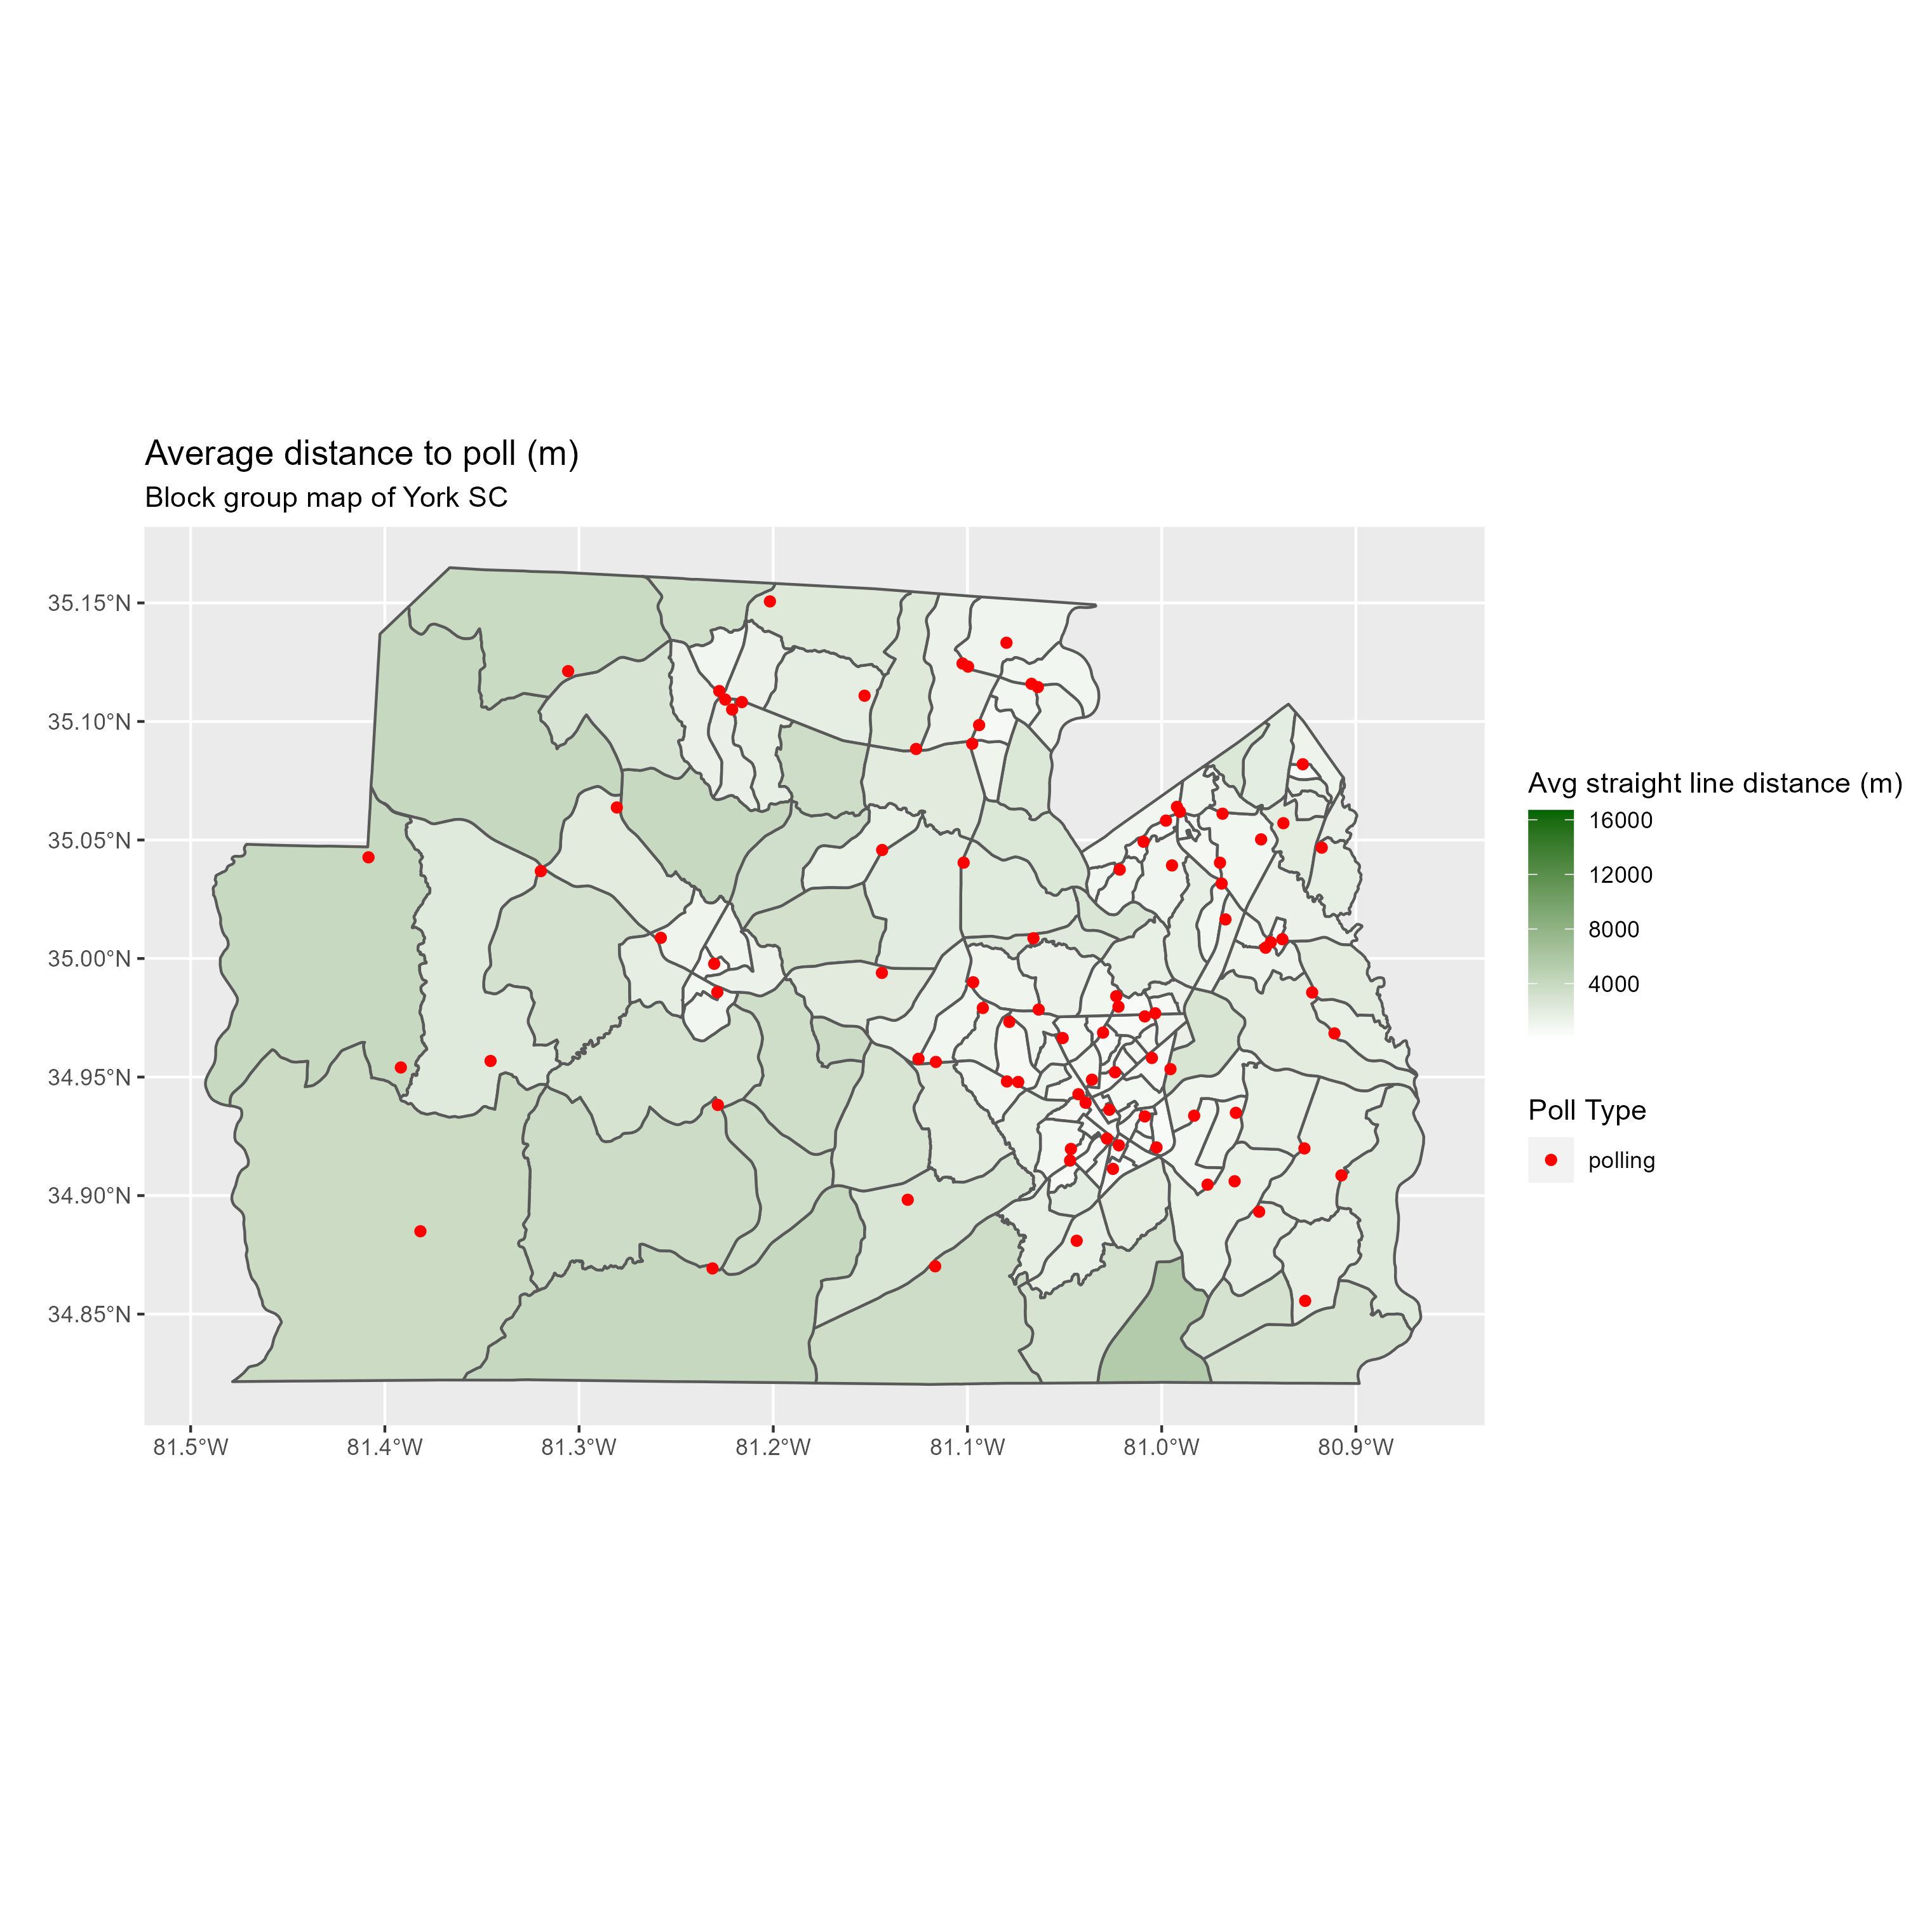 Average distance to poll (m)
Block group map of York SC
35.15°N
35.10°N
35.05°N
35.00°N
34.95°N
34.90°N
34.85°N
81.5°W
81.4°W
81.3°W
81.2°W
81.1°W
81.0°W
80.9°W
Avg straight line distance (m)
16000
12000
8000
4000
Poll Type
polling